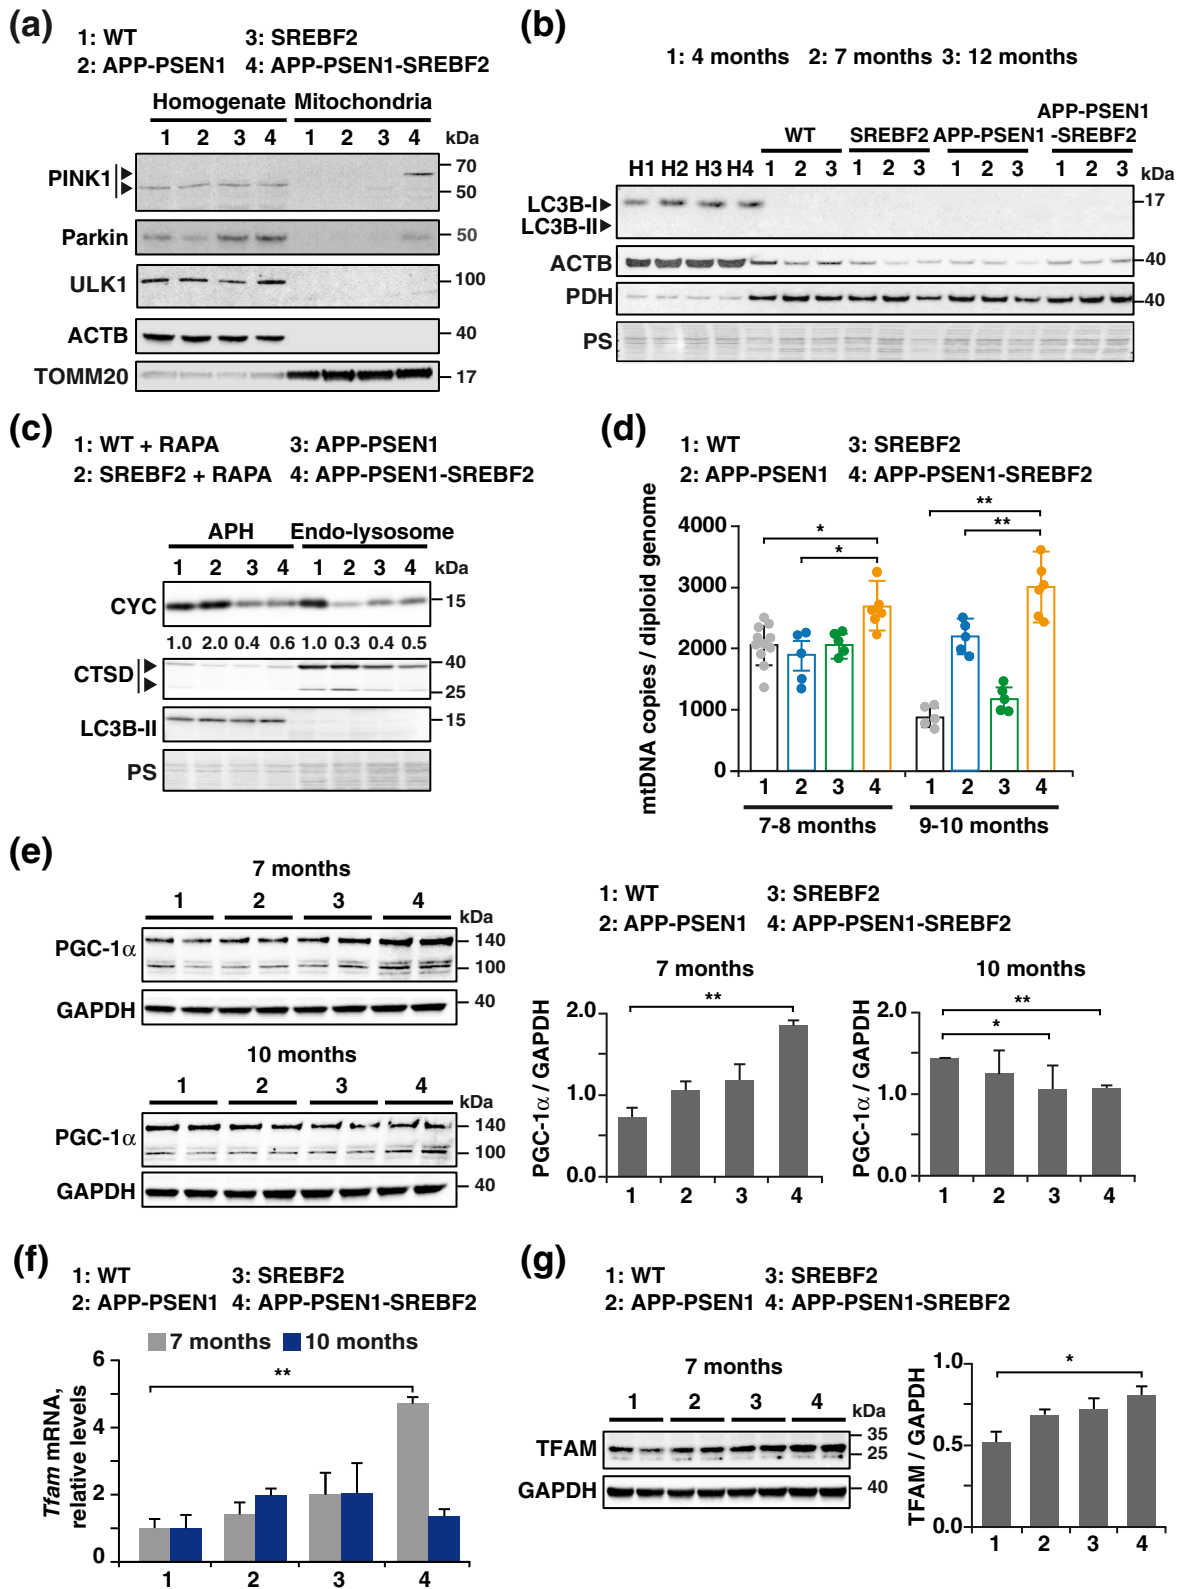 (a)
1: WT 3: SREBF2
2: APP-PSEN1 4: APP-PSEN1-SREBF2
Homogenate Mitochondria
1 2 3 4 1 2 3 4 kDa
PINK1
70
50
Parkin
50
ULK1
100
ACTB
40
TOMM20
17
(b)
1: 4 months 2: 7 months 3: 12 months
WT SREBF2 APP-PSEN1 APP-PSEN1
-SREBF2
H1 H2 H3 H4 1 2 3 1 2 3 1 2 3 1 2 3 kDa
LC3B-I
17
LC3B-II
ACTB
40
PDH
40
PS
(c)
1: WT + RAPA 3: APP-PSEN1
2: SREBF2 + RAPA 4: APP-PSEN1-SREBF2
APH Endo-lysosome
1 2 3 4 1 2 3 4 kDa
CYC
15
1.0 2.0 0.4 0.6 1.0 0.3 0.4 0.5
CTSD
40
25
LC3B-II
15
PS
(d)
1: WT 3: SREBF2
2: APP-PSEN1 4: APP-PSEN1-SREBF2
mtDNA copies / diploid genome
4000
3000
2000
1000
0
* * ** **
1 2 3 4 1 2 3 4
7-8 months 9-10 months
(e)
7 months
1 2 3 4
kDa
PGC-1α
140
100
GAPDH
40
10 months
1 2 3 4
kDa
PGC-1α
140
100
GAPDH
40
1: WT 3: SREBF2
2: APP-PSEN1 4: APP-PSEN1-SREBF2
7 months
PGC-1α / GAPDH
2.0
1.0
0.0
**
1 2 3 4
10 months
PGC-1α / GAPDH
2.0
1.0
0.0
**
*
1 2 3 4
(f)
1: WT 3: SREBF2
2: APP-PSEN1 4: APP-PSEN1-SREBF2
7 months 10 months
Tfam mRNA,
relative levels
6
4
2
0
**
1 2 3 4
(g)
1: WT 3: SREBF2
2: APP-PSEN1 4: APP-PSEN1-SREBF2
7 months
1 2 3 4
kDa
TFAM
35
25
GAPDH
40
TFAM / GAPDH
1.0
0.5
0.0
*
1 2 3 4